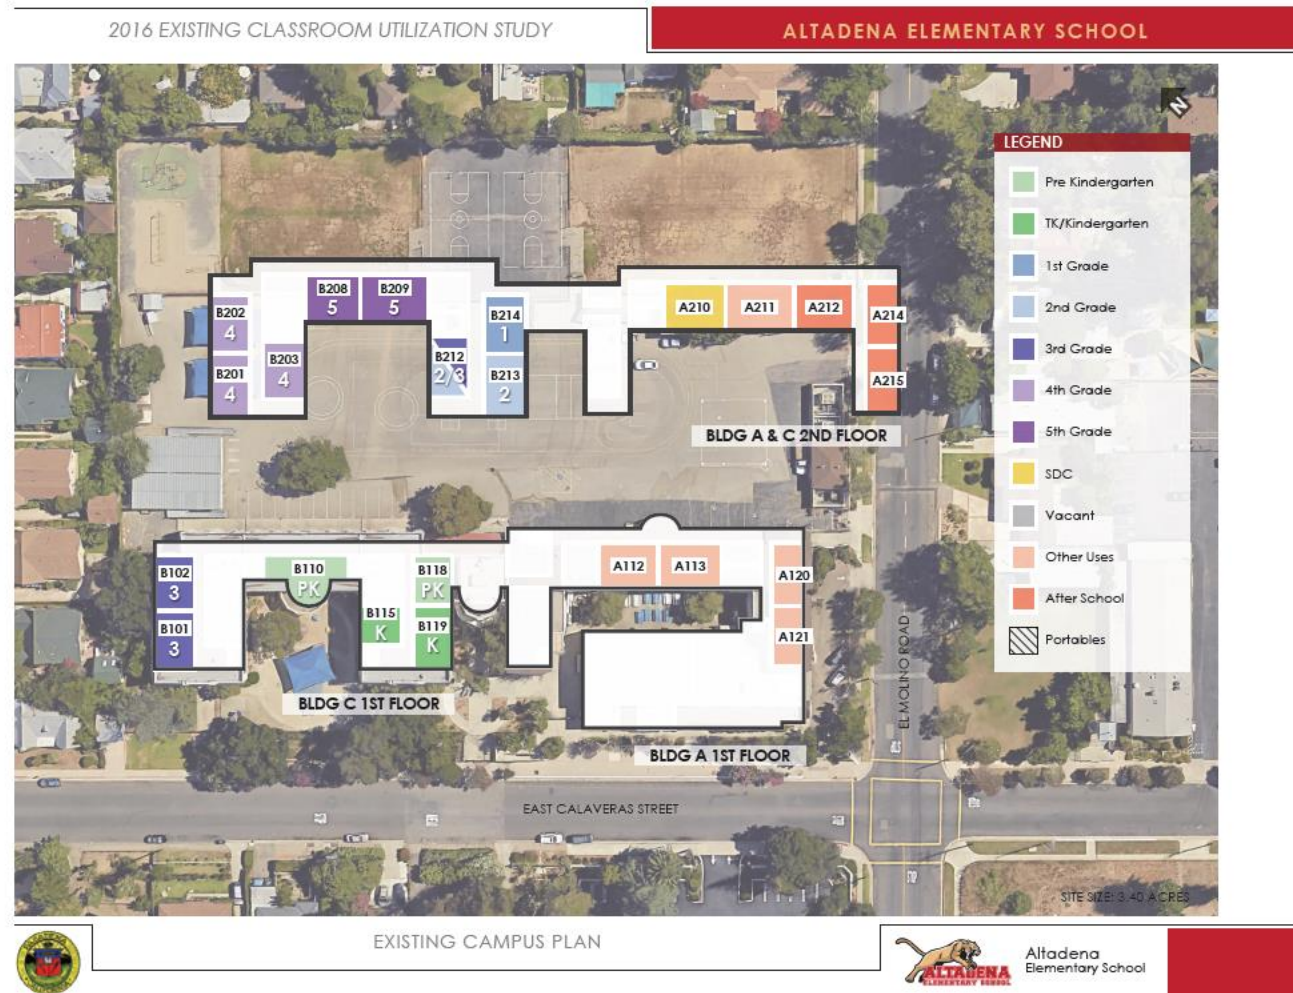 2016 EXISTING CLASSROOM UTILIZATION STUDY
ALTADENA ELEMENTARY SCHOOL
N
LEGEND
Pre Kindergarten
TK/Kindergarten
1st Grade
2nd Grade
3rd Grade
4th Grade
5th Grade
SDC
Vacant
Other Uses
After School
Portables
B202
4
B201
4
B203
4
B208
5
B209
5
B212
2/3
B214
1
B213
2
A210
A211
A212
A214
A215
BLDG A & C 2ND FLOOR
B102
3
B101
3
B110
PK
B115
K
B118
PK
B119
K
A112
A113
A120
A121
BLDG C 1ST FLOOR
BLDG A 1ST FLOOR
EL MOLINO ROAD
EAST CALAVERAS STREET
SITE SIZE: 3.40 ACRES
EXISTING CAMPUS PLAN
ALTADENA
ELEMENTARY SCHOOL
Altadena
Elementary School